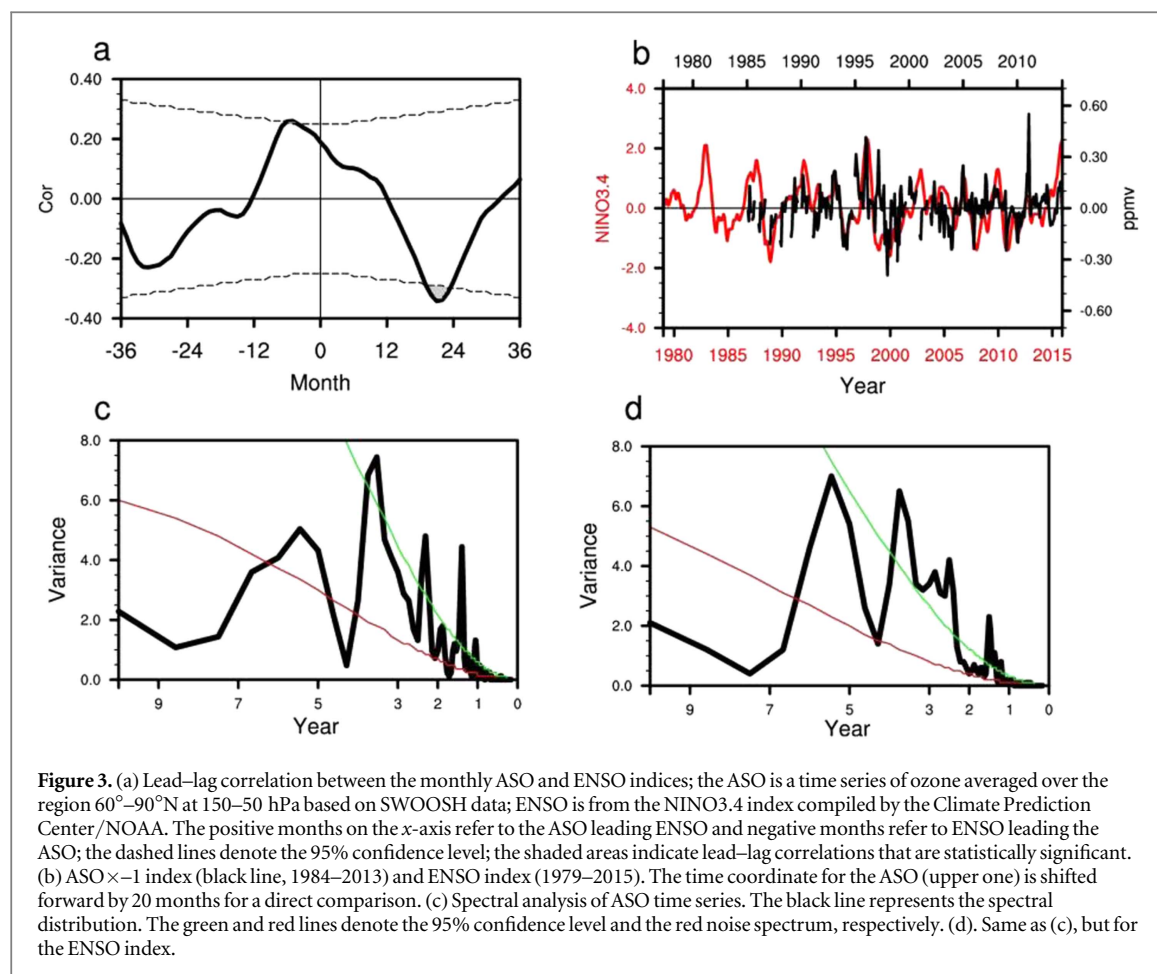 a
0.40
0.20
0.00
-0.20
-0.40
Cor
-36 -24 -12 0 12 24 36
Month
b
1980 1985 1990 1995 2000 2005 2010
4.0
2.0
0.0
-2.0
-4.0
NINO3.4
0.60
0.30
0.00
-0.30
-0.60
ppmv
1980 1985 1990 1995 2000 2005 2010 2015
Year
c
8.0
6.0
4.0
2.0
0.0
Variance
9 7 5 3 2 1 0
Year
d
8.0
6.0
4.0
2.0
0.0
Variance
9 7 5 3 2 1 0
Year
Figure 3. (a) Lead–lag correlation between the monthly ASO and ENSO indices; the ASO is a time series of ozone averaged over the
region 60°–90°N at 150–50 hPa based on SWOOSH data; ENSO is from the NINO3.4 index compiled by the Climate Prediction
Center/NOAA. The positive months on the x-axis refer to the ASO leading ENSO and negative months refer to ENSO leading the
ASO; the dashed lines denote the 95% confidence level; the shaded areas indicate lead–lag correlations that are statistically significant.
(b) ASO×−1 index (black line, 1984–2013) and ENSO index (1979–2015). The time coordinate for the ASO (upper one) is shifted
forward by 20 months for a direct comparison. (c) Spectral analysis of ASO time series. The black line represents the spectral
distribution. The green and red lines denote the 95% confidence level and the red noise spectrum, respectively. (d). Same as (c), but for
the ENSO index.